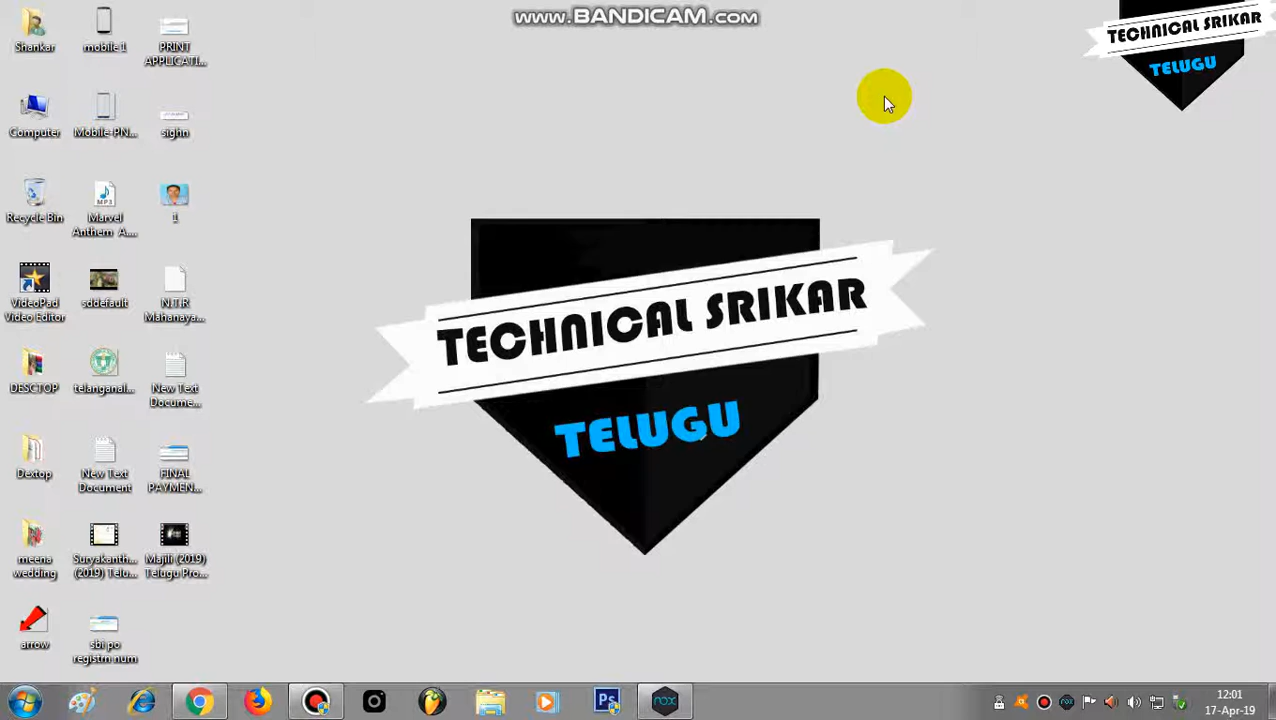 www.BANDICAM.com
TECHNICAL SRIKAR
TELUGU
Shankar
mobile 1
PRINT
APPLICATI...
Computer
Mobile-PN...
sighn
Recycle Bin
Marvel
Anthem A....
1
VideoPad
Video Editor
sddefault
N.T.R
Mahanaya...
DESCTOP
telanganal...
New Text
Docume...
Dextop
New Text
Document
FINAL
PAYMEN...
meena
wedding
Suryakanth...
(2019) Telu...
Majili (2019)
Telugu Pro...
arrow
sbi po
registrn num
TECHNICAL SRIKAR
TELUGU
MP3
Ps
nox
12:01
17-Apr-19